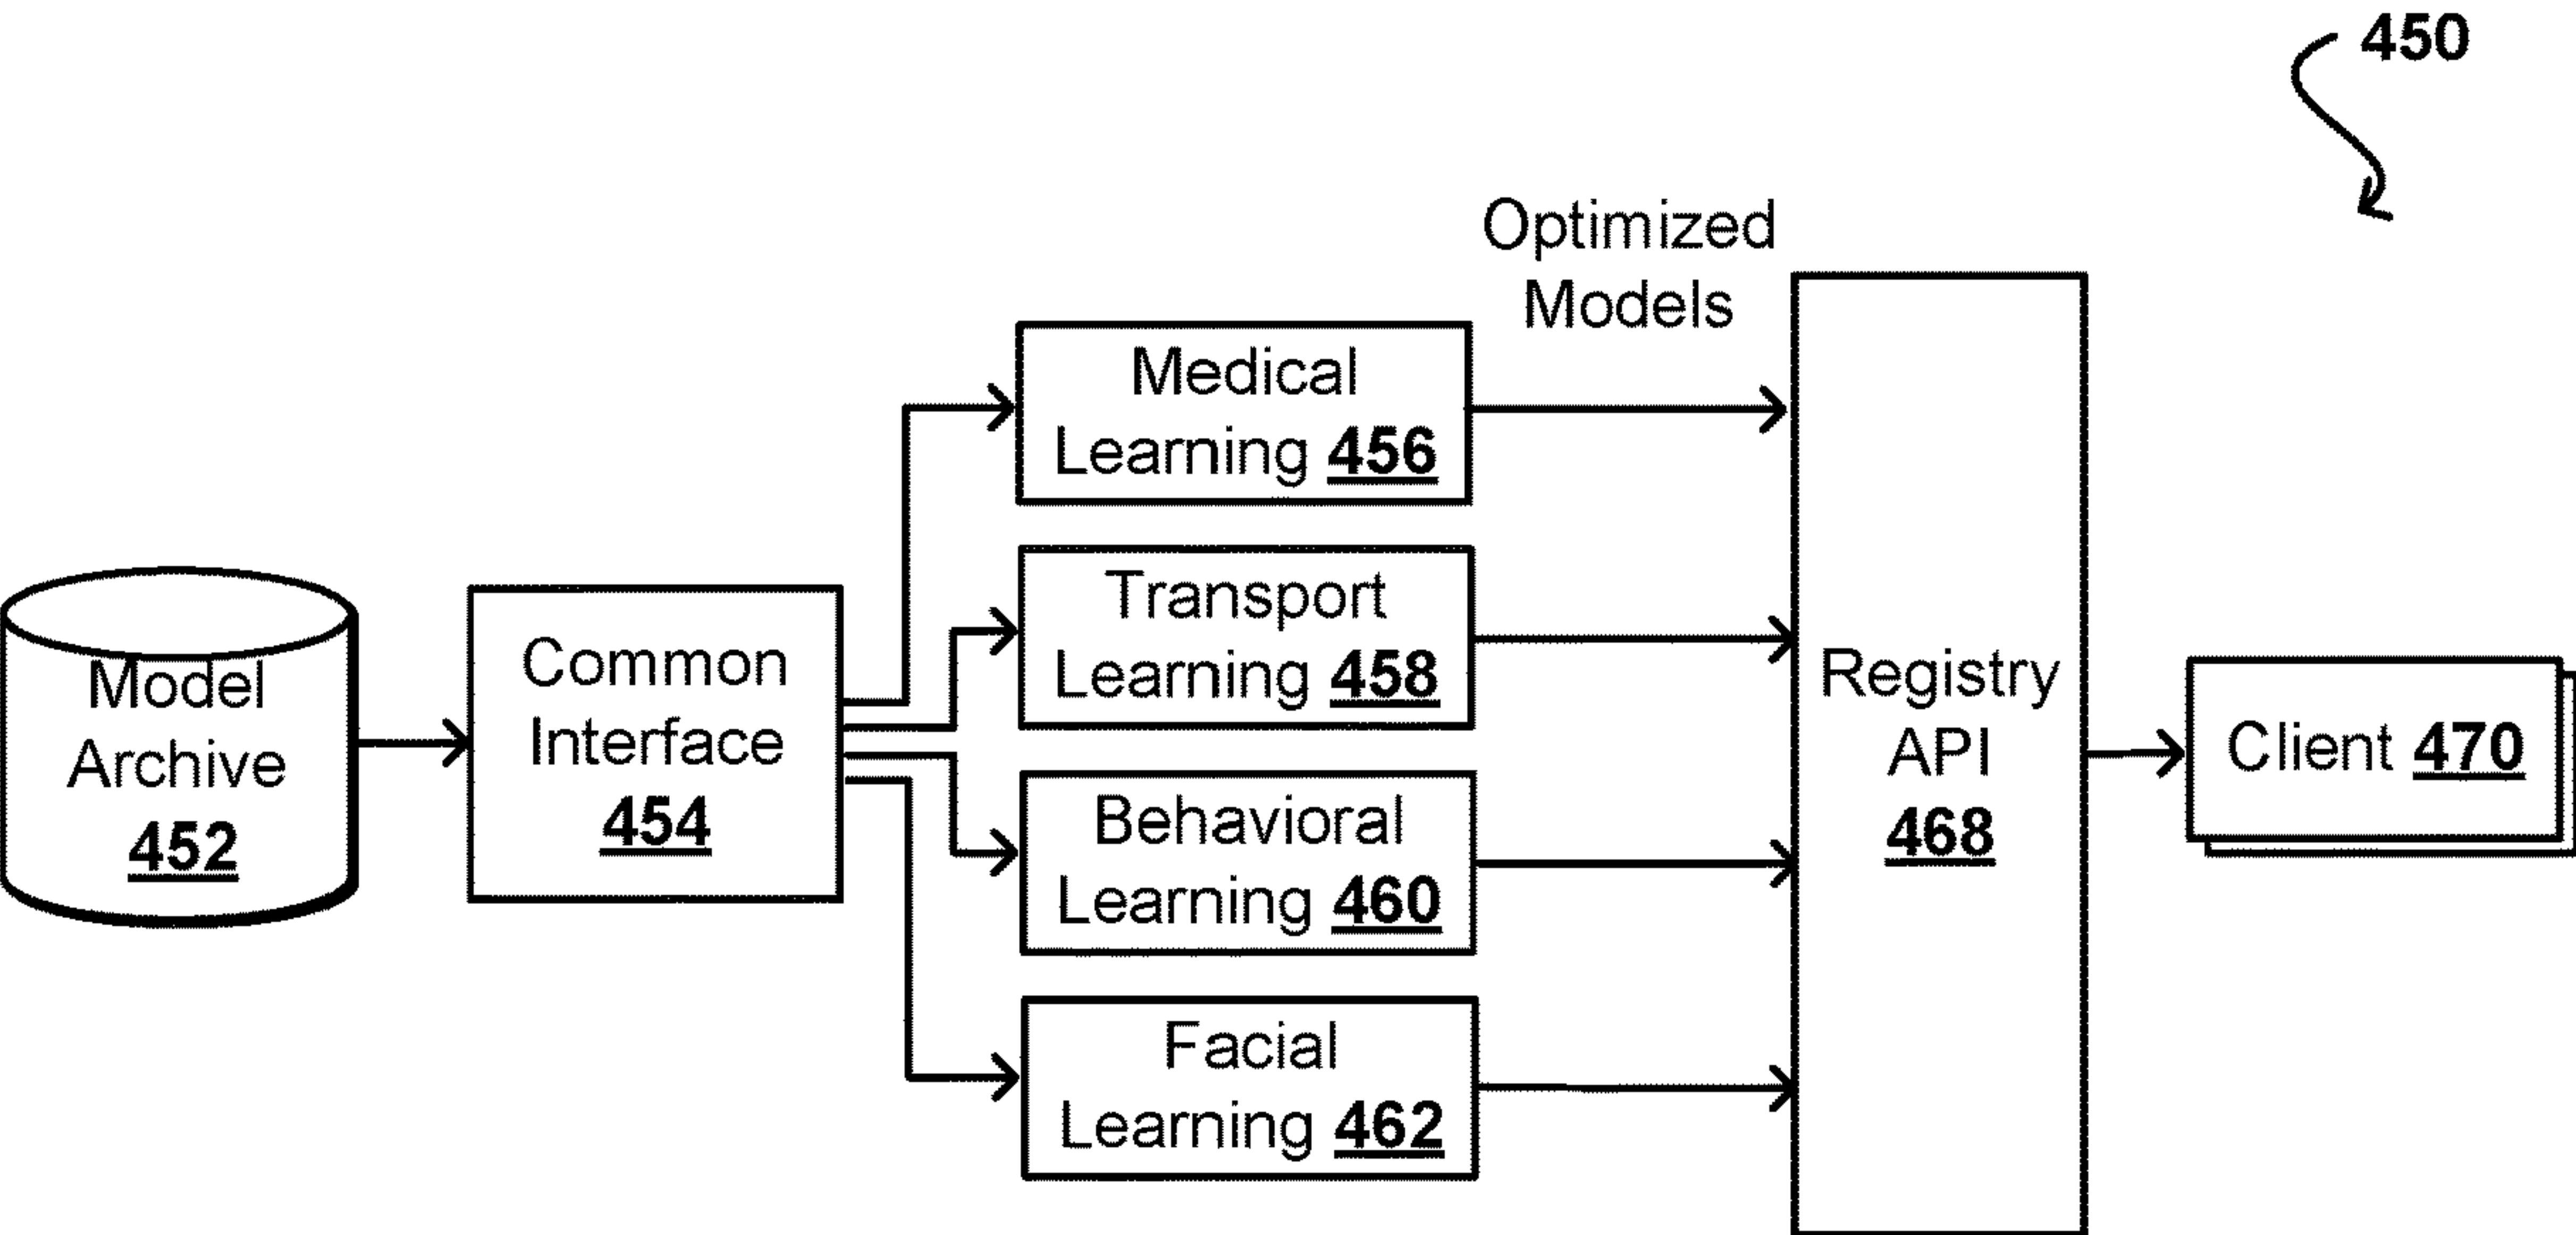 450
Optimized
Models
Medical
Learning 456
Transport
Learning 458
Behavioral
Learning 460
Facial
Learning 462
Model
Archive
452
Common
Interface
454
Registry
API
468
Client 470